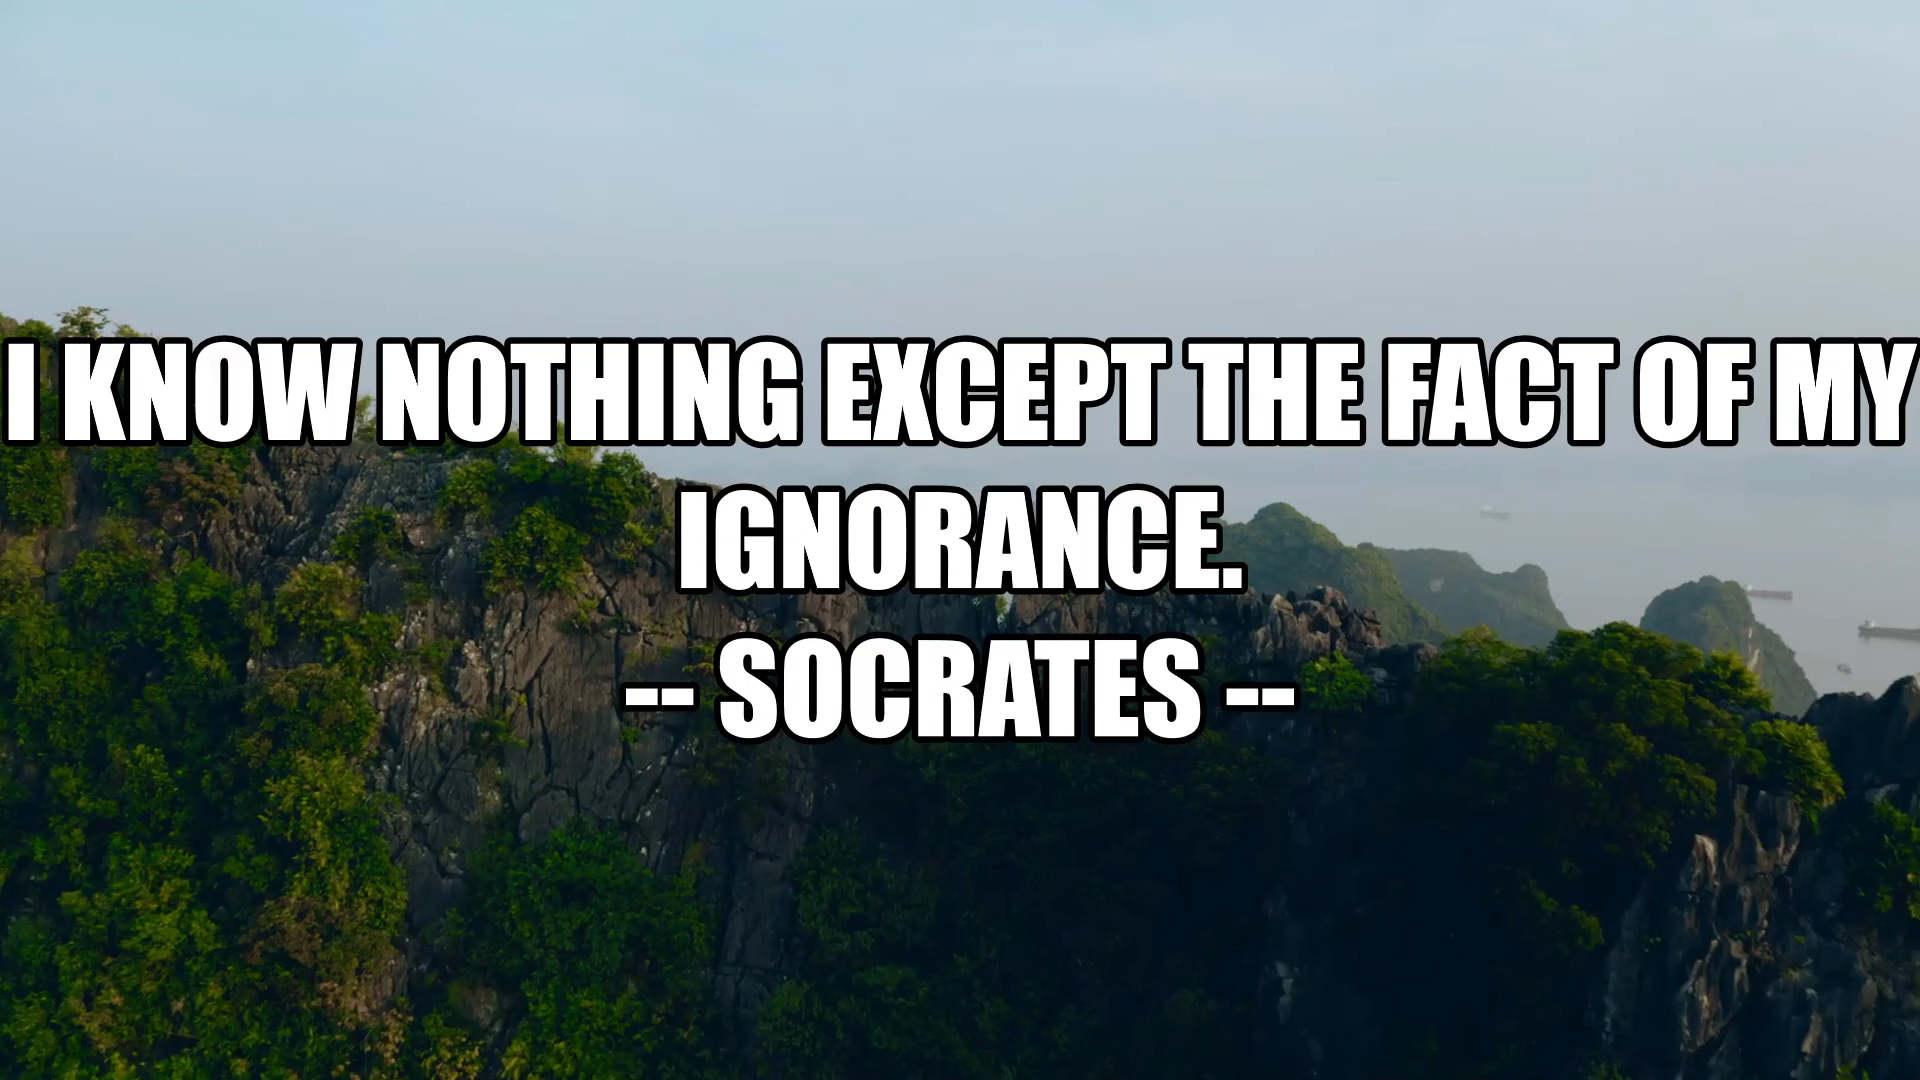 I KNOW NOTHING EXCEPT THE FACT OF MY
IGNORANCE.
-- SOCRATES --